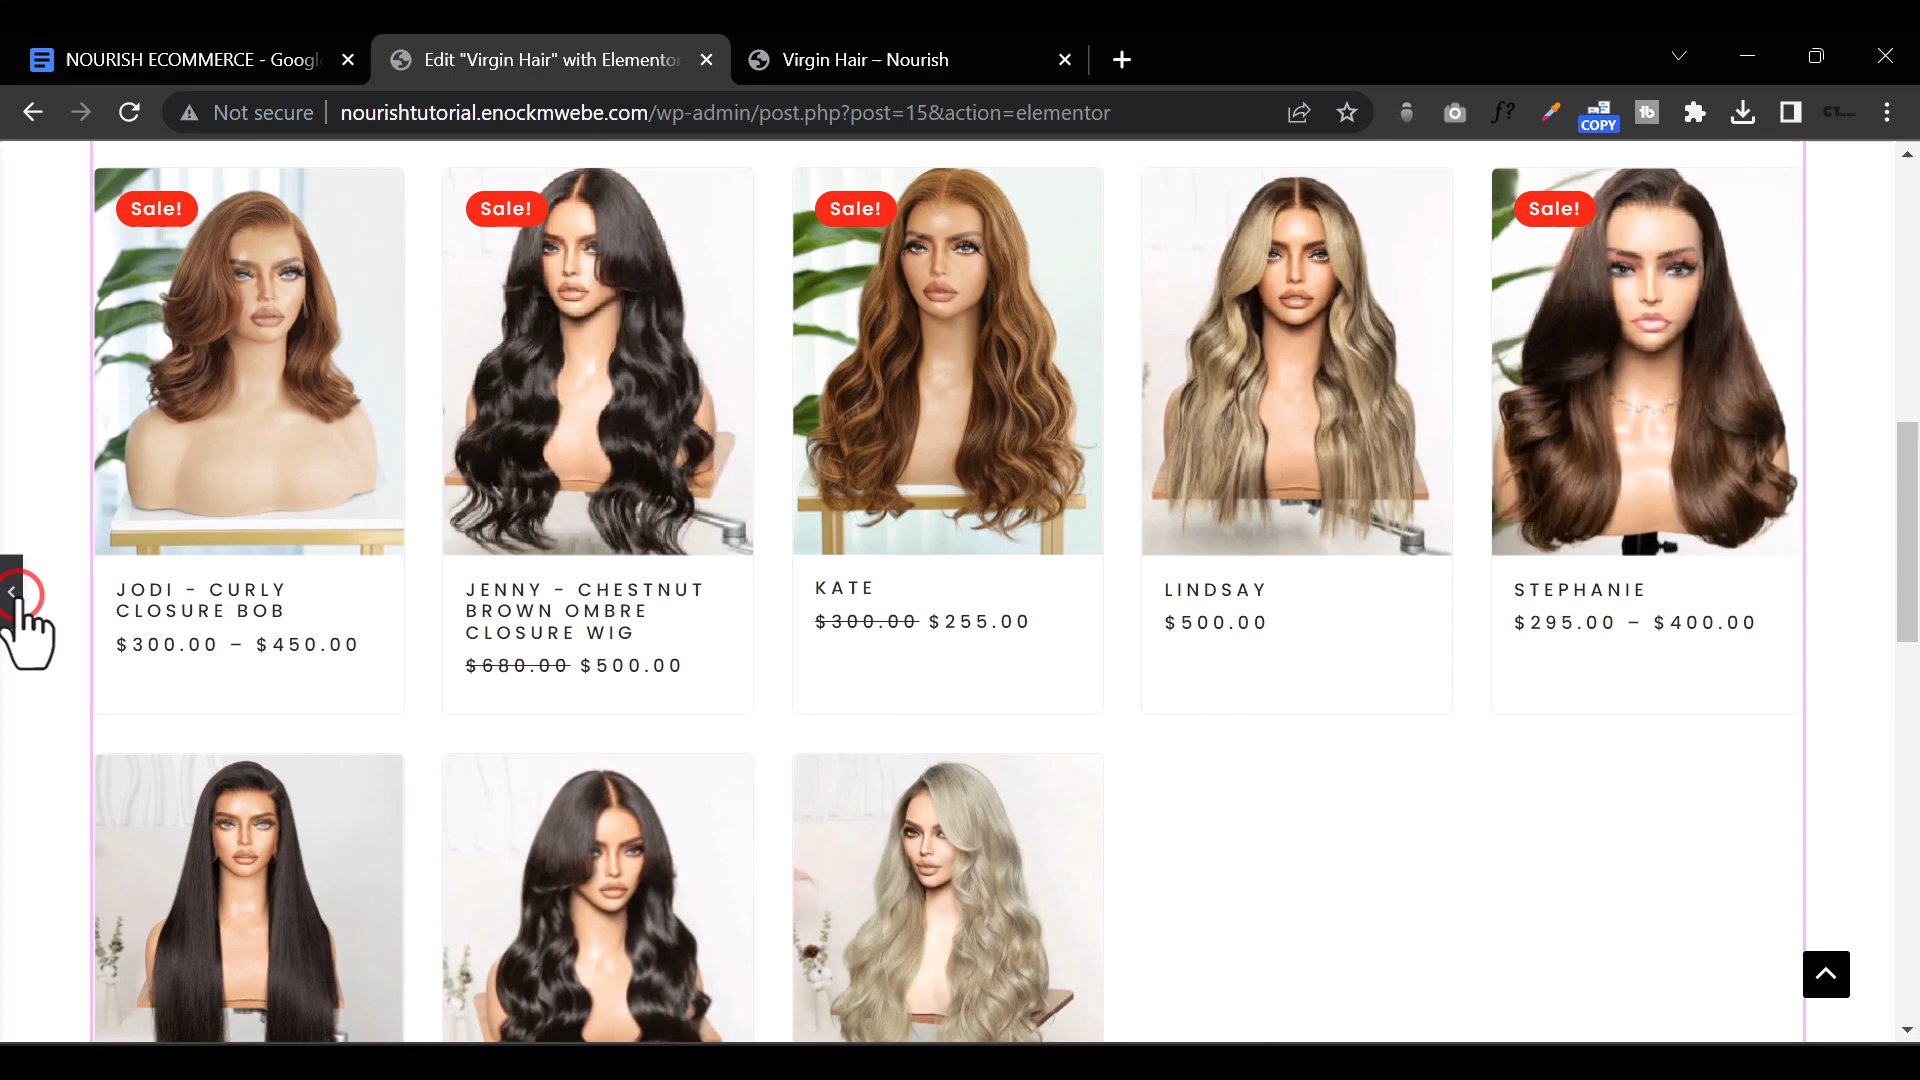 NOURISH ECOMMERCE - Googl
Edit "Virgin Hair" with Elemento
Virgin Hair – Nourish
Not secure
nourishtutorial.enockmwebe.com/wp-admin/post.php?post=15&action=elementor
f?
COPY
tb
Sale!
Sale!
Sale!
Sale!
JODI - CURLY
CLOSURE BOB
$300.00 – $450.00
JENNY - CHESTNUT
BROWN OMBRE
CLOSURE WIG
$680.00 $500.00
KATE
$300.00 $255.00
LINDSAY
$500.00
STEPHANIE
$295.00 – $400.00